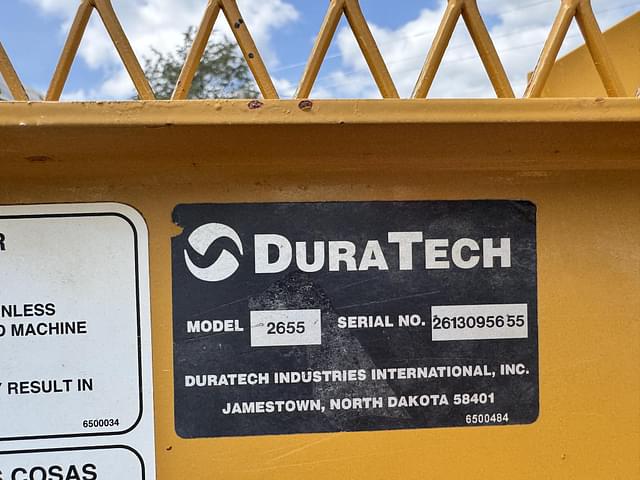 R
NLESS
D MACHINE
Y RESULT IN
6500034
S COSAS
DURATECH
MODEL 2655 SERIAL NO. 2613095655
DURATECH INDUSTRIES INTERNATIONAL, INC.
JAMESTOWN, NORTH DAKOTA 58401
6500484